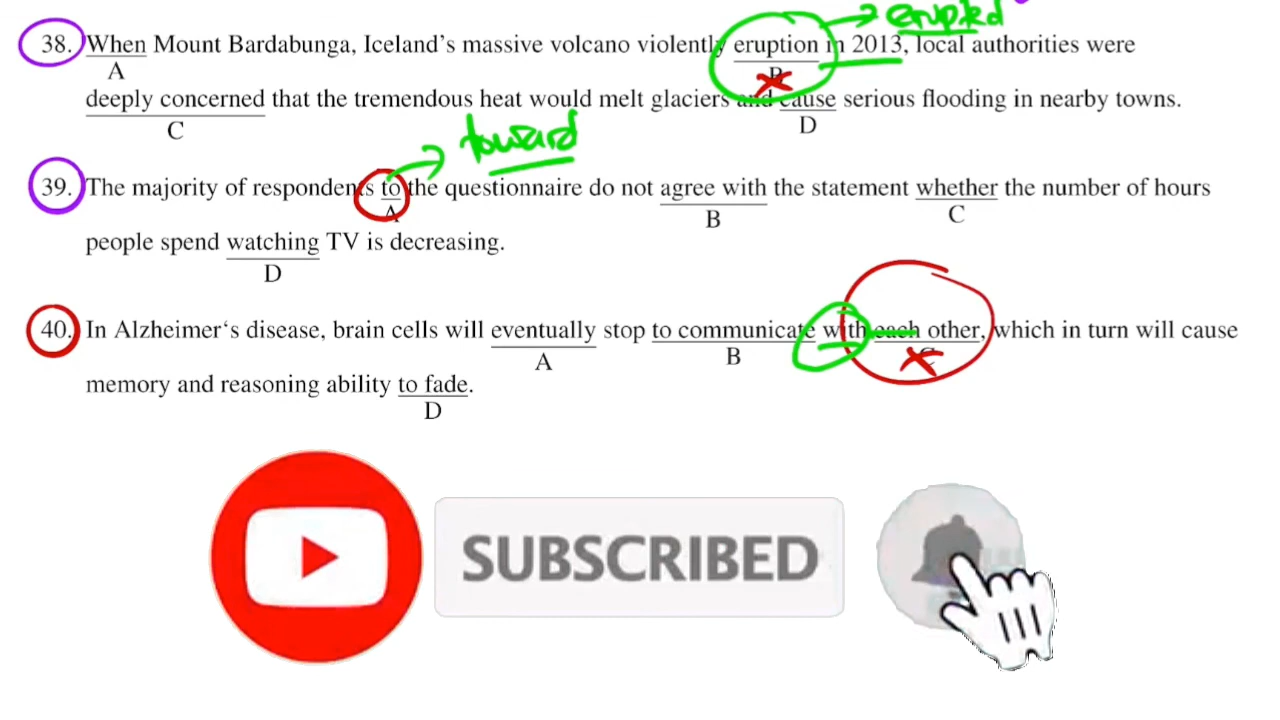 erupted
38. When Mount Bardabunga, Iceland's massive volcano violently eruption in 2013, local authorities were
A B
deeply concerned that the tremendous heat would melt glaciers and cause serious flooding in nearby towns.
C D
toward
39. The majority of respondents to the questionnaire do not agree with the statement whether the number of hours
A B C
people spend watching TV is decreasing.
D
40. In Alzheimer‘s disease, brain cells will eventually stop to communicate with each other, which in turn will cause
A B C
memory and reasoning ability to fade.
D
SUBSCRIBED